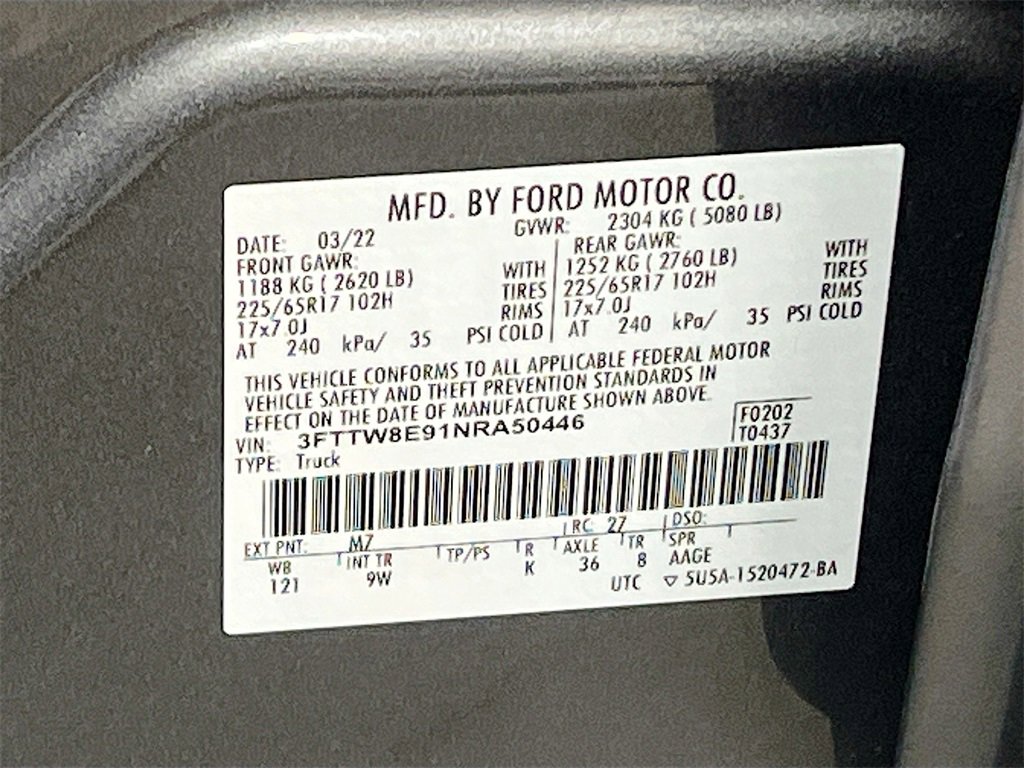 MFD. BY FORD MOTOR CO.
DATE: 03/22 GVWR: 2304 KG ( 5080 LB)
FRONT GAWR: REAR GAWR:
1188 KG ( 2620 LB) WITH 1252 KG ( 2760 LB) WITH
225/65R17 102H TIRES 225/65R17 102H TIRES
17x7.0J RIMS 17x7.0J RIMS
AT 240 kPa/ 35 PSI COLD AT 240 kPa/ 35 PSI COLD
THIS VEHICLE CONFORMS TO ALL APPLICABLE FEDERAL MOTOR
VEHICLE SAFETY AND THEFT PREVENTION STANDARDS IN
EFFECT ON THE DATE OF MANUFACTURE SHOWN ABOVE.
VIN: 3FTTW8E91NRA50446 F0202
TYPE: Truck T0437
EXT PNT: M7 RC: 27 DSO:
WB INT TR TP/PS R AXLE TR SPR
121 9W K 36 8 AAGE
UTC ▽ 5U5A-1520472-BA